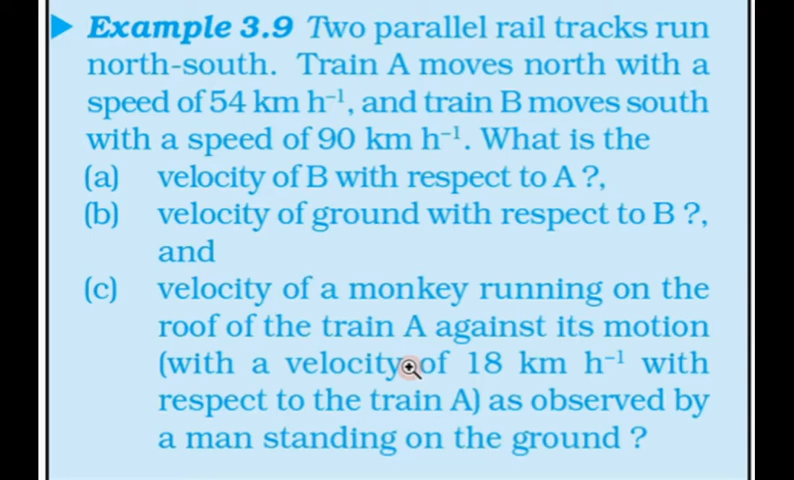 Example 3.9 Two parallel rail tracks run
north-south. Train A moves north with a
speed of 54 km h⁻¹, and train B moves south
with a speed of 90 km h⁻¹. What is the
(a) velocity of B with respect to A ?,
(b) velocity of ground with respect to B ?,
and
(c) velocity of a monkey running on the
roof of the train A against its motion
(with a velocity of 18 km h⁻¹ with
respect to the train A) as observed by
a man standing on the ground ?